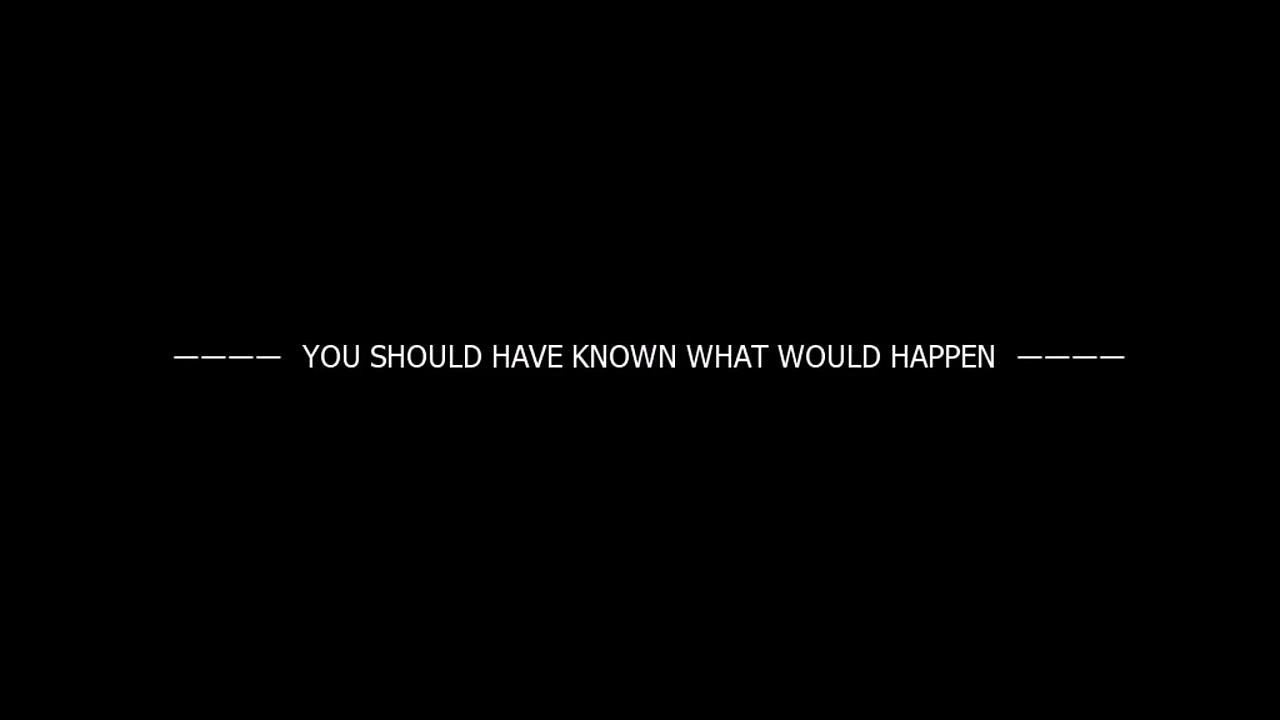 ———— YOU SHOULD HAVE KNOWN WHAT WOULD HAPPEN ————